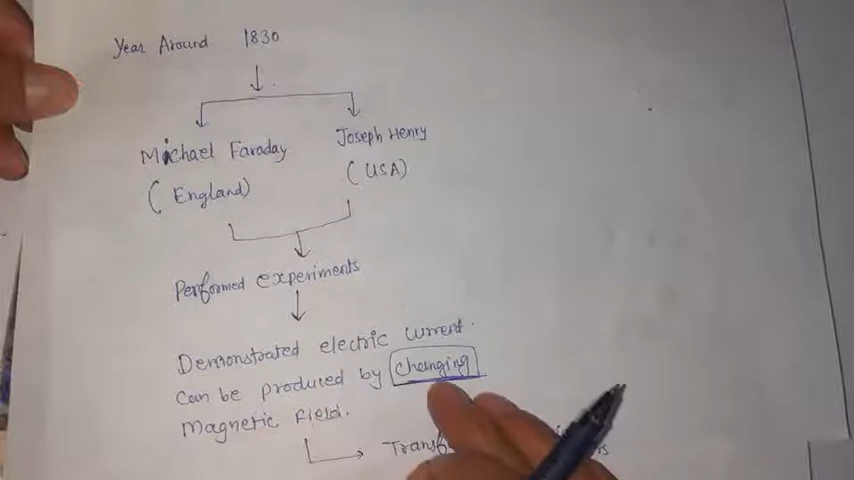 Year Around 1830
Michael Faraday
Joseph Henry
(England)
(USA)
Performed experiments
Demonstrated electric current.
Can be produced by changing
Magnetic Field.